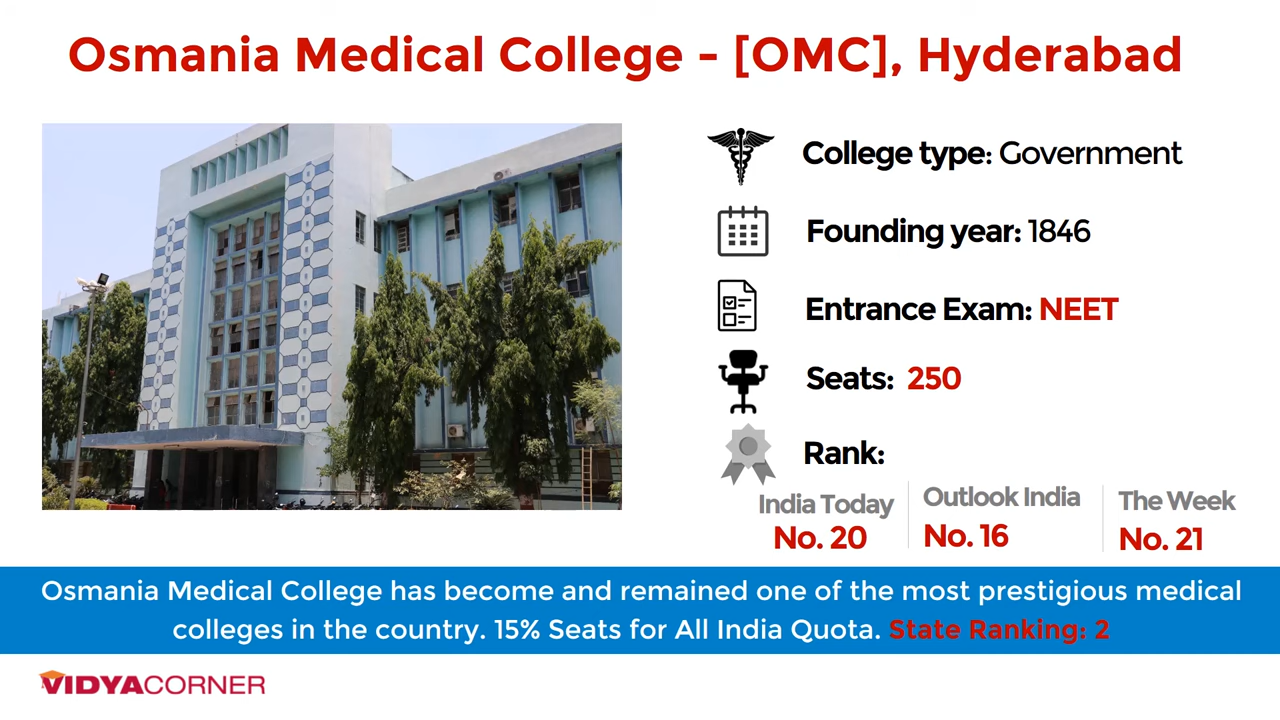 Osmania Medical College - [OMC], Hyderabad
College type: Government
Founding year: 1846
Entrance Exam: NEET
Seats: 250
Rank:
India Today
No. 20
Outlook India
No. 16
The Week
No. 21
Osmania Medical College has become and remained one of the most prestigious medical
colleges in the country. 15% Seats for All India Quota. State Ranking: 2
VIDYACORNER